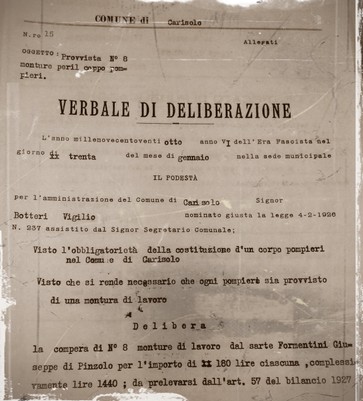 COMUNE di Carisolo
N.ro 15
Allegati
OGGETTO: Provvista N° 8
monture peril corpo pom=
pieri.
VERBALE DI DELIBERAZIONE
L'anno millenovecentoventi otto anno VI dell'Era Fascista nel
giorno di trenta del mese di gennaio nella sede municipale
IL PODESTÀ
per l'amministrazione del Comune di Carisolo Signor
Botteri Vigilio nominato giusta la legge 4-2-1926
N. 237 assistito dal Signor Segretario Comunale;
Visto l'obbligatorietà della costituzione d'un corpo pompieri
nel Comune di Carisolo
Visto che si rende necessario che ogni pompiere sia provvisto
di una montura di lavoro
Delibera
la compera di N° 8 monture di lavoro dal sarte Formentini Giu=
seppe di Pinzolo per l'importo di 180 lire ciascuna, complessi
vamente lire 1440 ; da prelevarsi dall'art. 57 del bilancio 1927